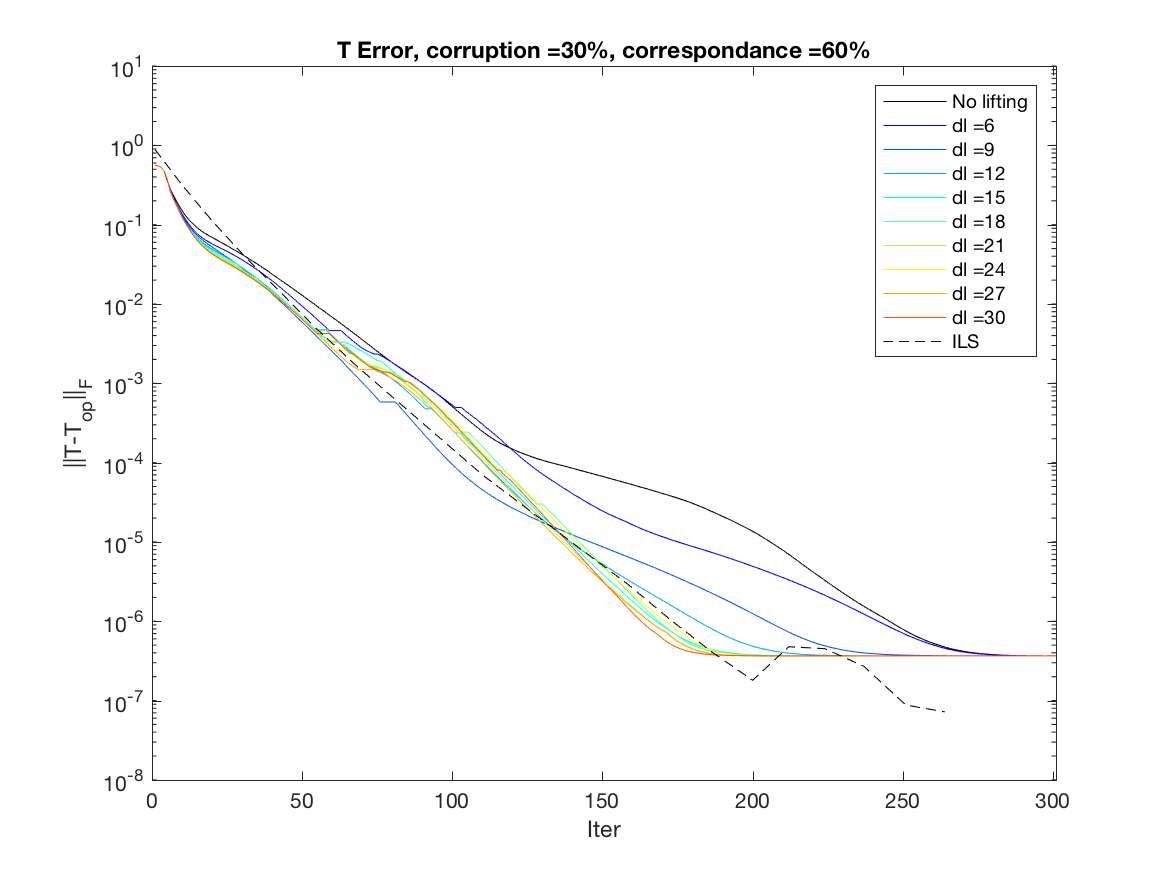 T Error, corruption =30%, correspondance =60%
10^1
10^0
10^-1
10^-2
10^-3
10^-4
10^-5
10^-6
10^-7
10^-8
||T-T_op||_F
0 50 100 150 200 250 300
Iter
No lifting
dl =6
dl =9
dl =12
dl =15
dl =18
dl =21
dl =24
dl =27
dl =30
ILS